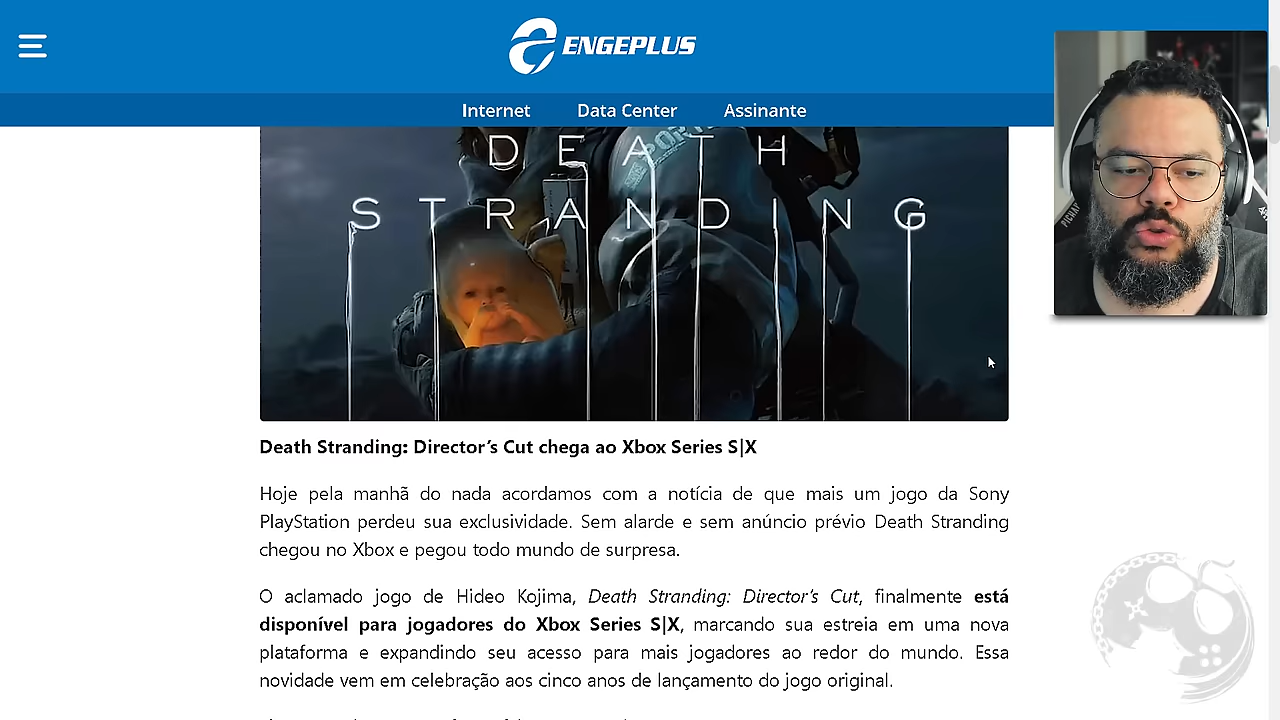 ENGEPLUS
Internet Data Center Assinante
DEATH
STRANDING
Death Stranding: Director’s Cut chega ao Xbox Series S|X
Hoje pela manhã do nada acordamos com a notícia de que mais um jogo da Sony
PlayStation perdeu sua exclusividade. Sem alarde e sem anúncio prévio Death Stranding
chegou no Xbox e pegou todo mundo de surpresa.
O aclamado jogo de Hideo Kojima, Death Stranding: Director’s Cut, finalmente está
disponível para jogadores do Xbox Series S|X, marcando sua estreia em uma nova
plataforma e expandindo seu acesso para mais jogadores ao redor do mundo. Essa
novidade vem em celebração aos cinco anos de lançamento do jogo original.